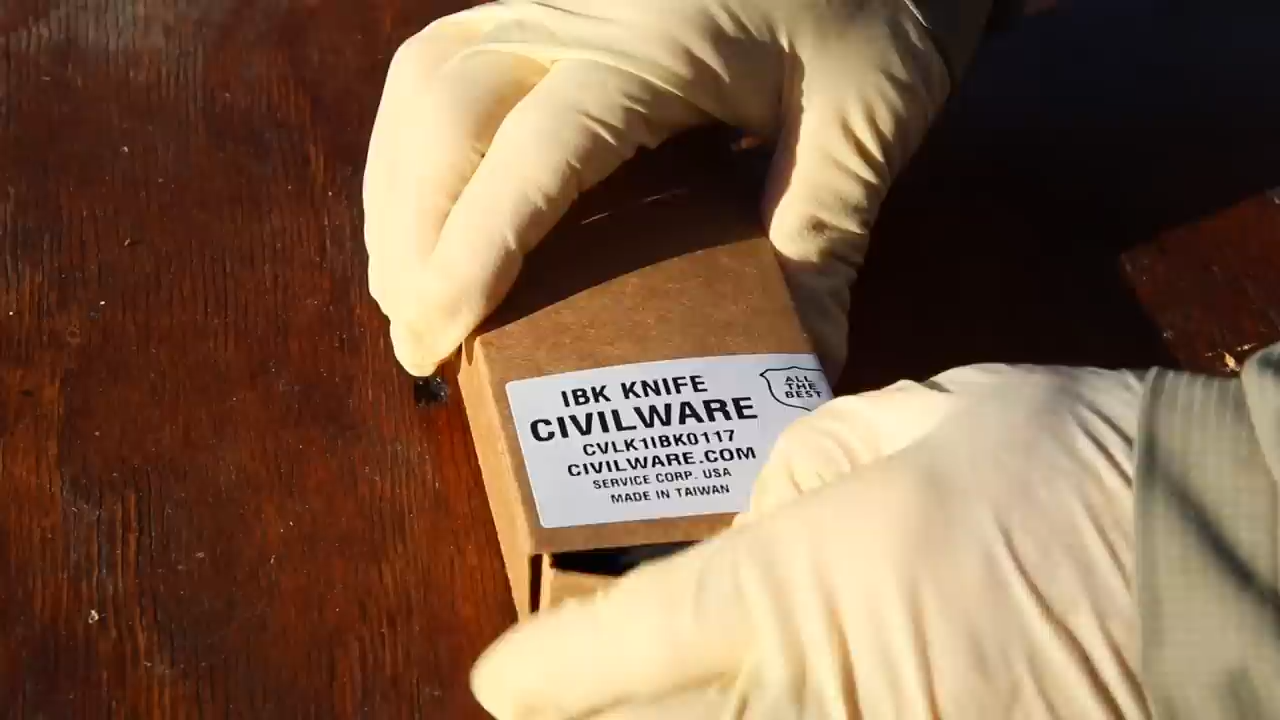 IBK KNIFE
CIVILWARE
CVLK1IBK0117
CIVILWARE.COM
SERVICE CORP. USA
MADE IN TAIWAN
ALL
THE
BEST